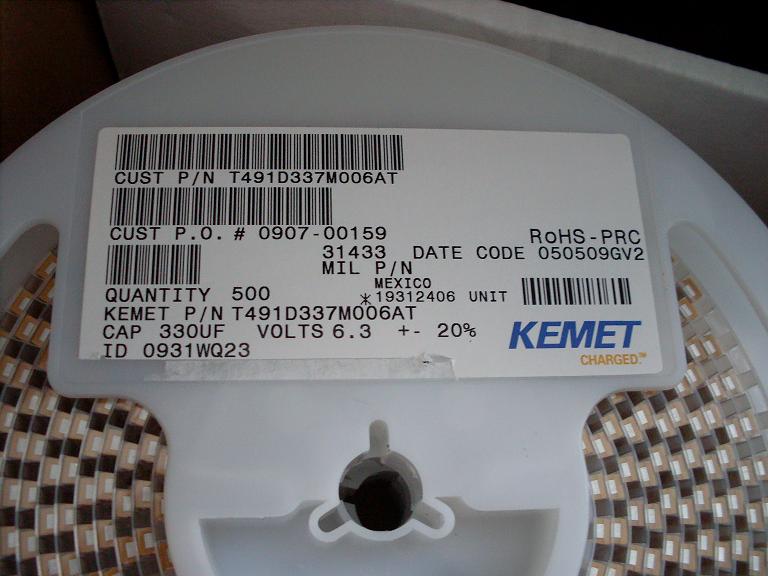 CUST P/N T491D337M006AT
CUST P.O. # 0907-00159
RoHS-PRC
31433 DATE CODE 050509GV2
MIL P/N
MEXICO
QUANTITY 500
*19312406 UNIT
KEMET P/N T491D337M006AT
CAP 330UF VOLTS 6.3 +- 20%
ID 0931WQ23
KEMET
CHARGED.™